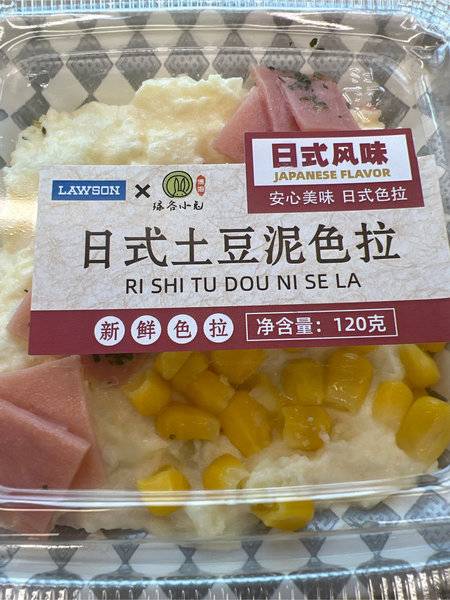 日式风味
JAPANESE FLAVOR
安心美味 日式色拉
LAWSON ×
日式土豆泥色拉
RI SHI TU DOU NI SE LA
新鲜色拉
净含量：120克